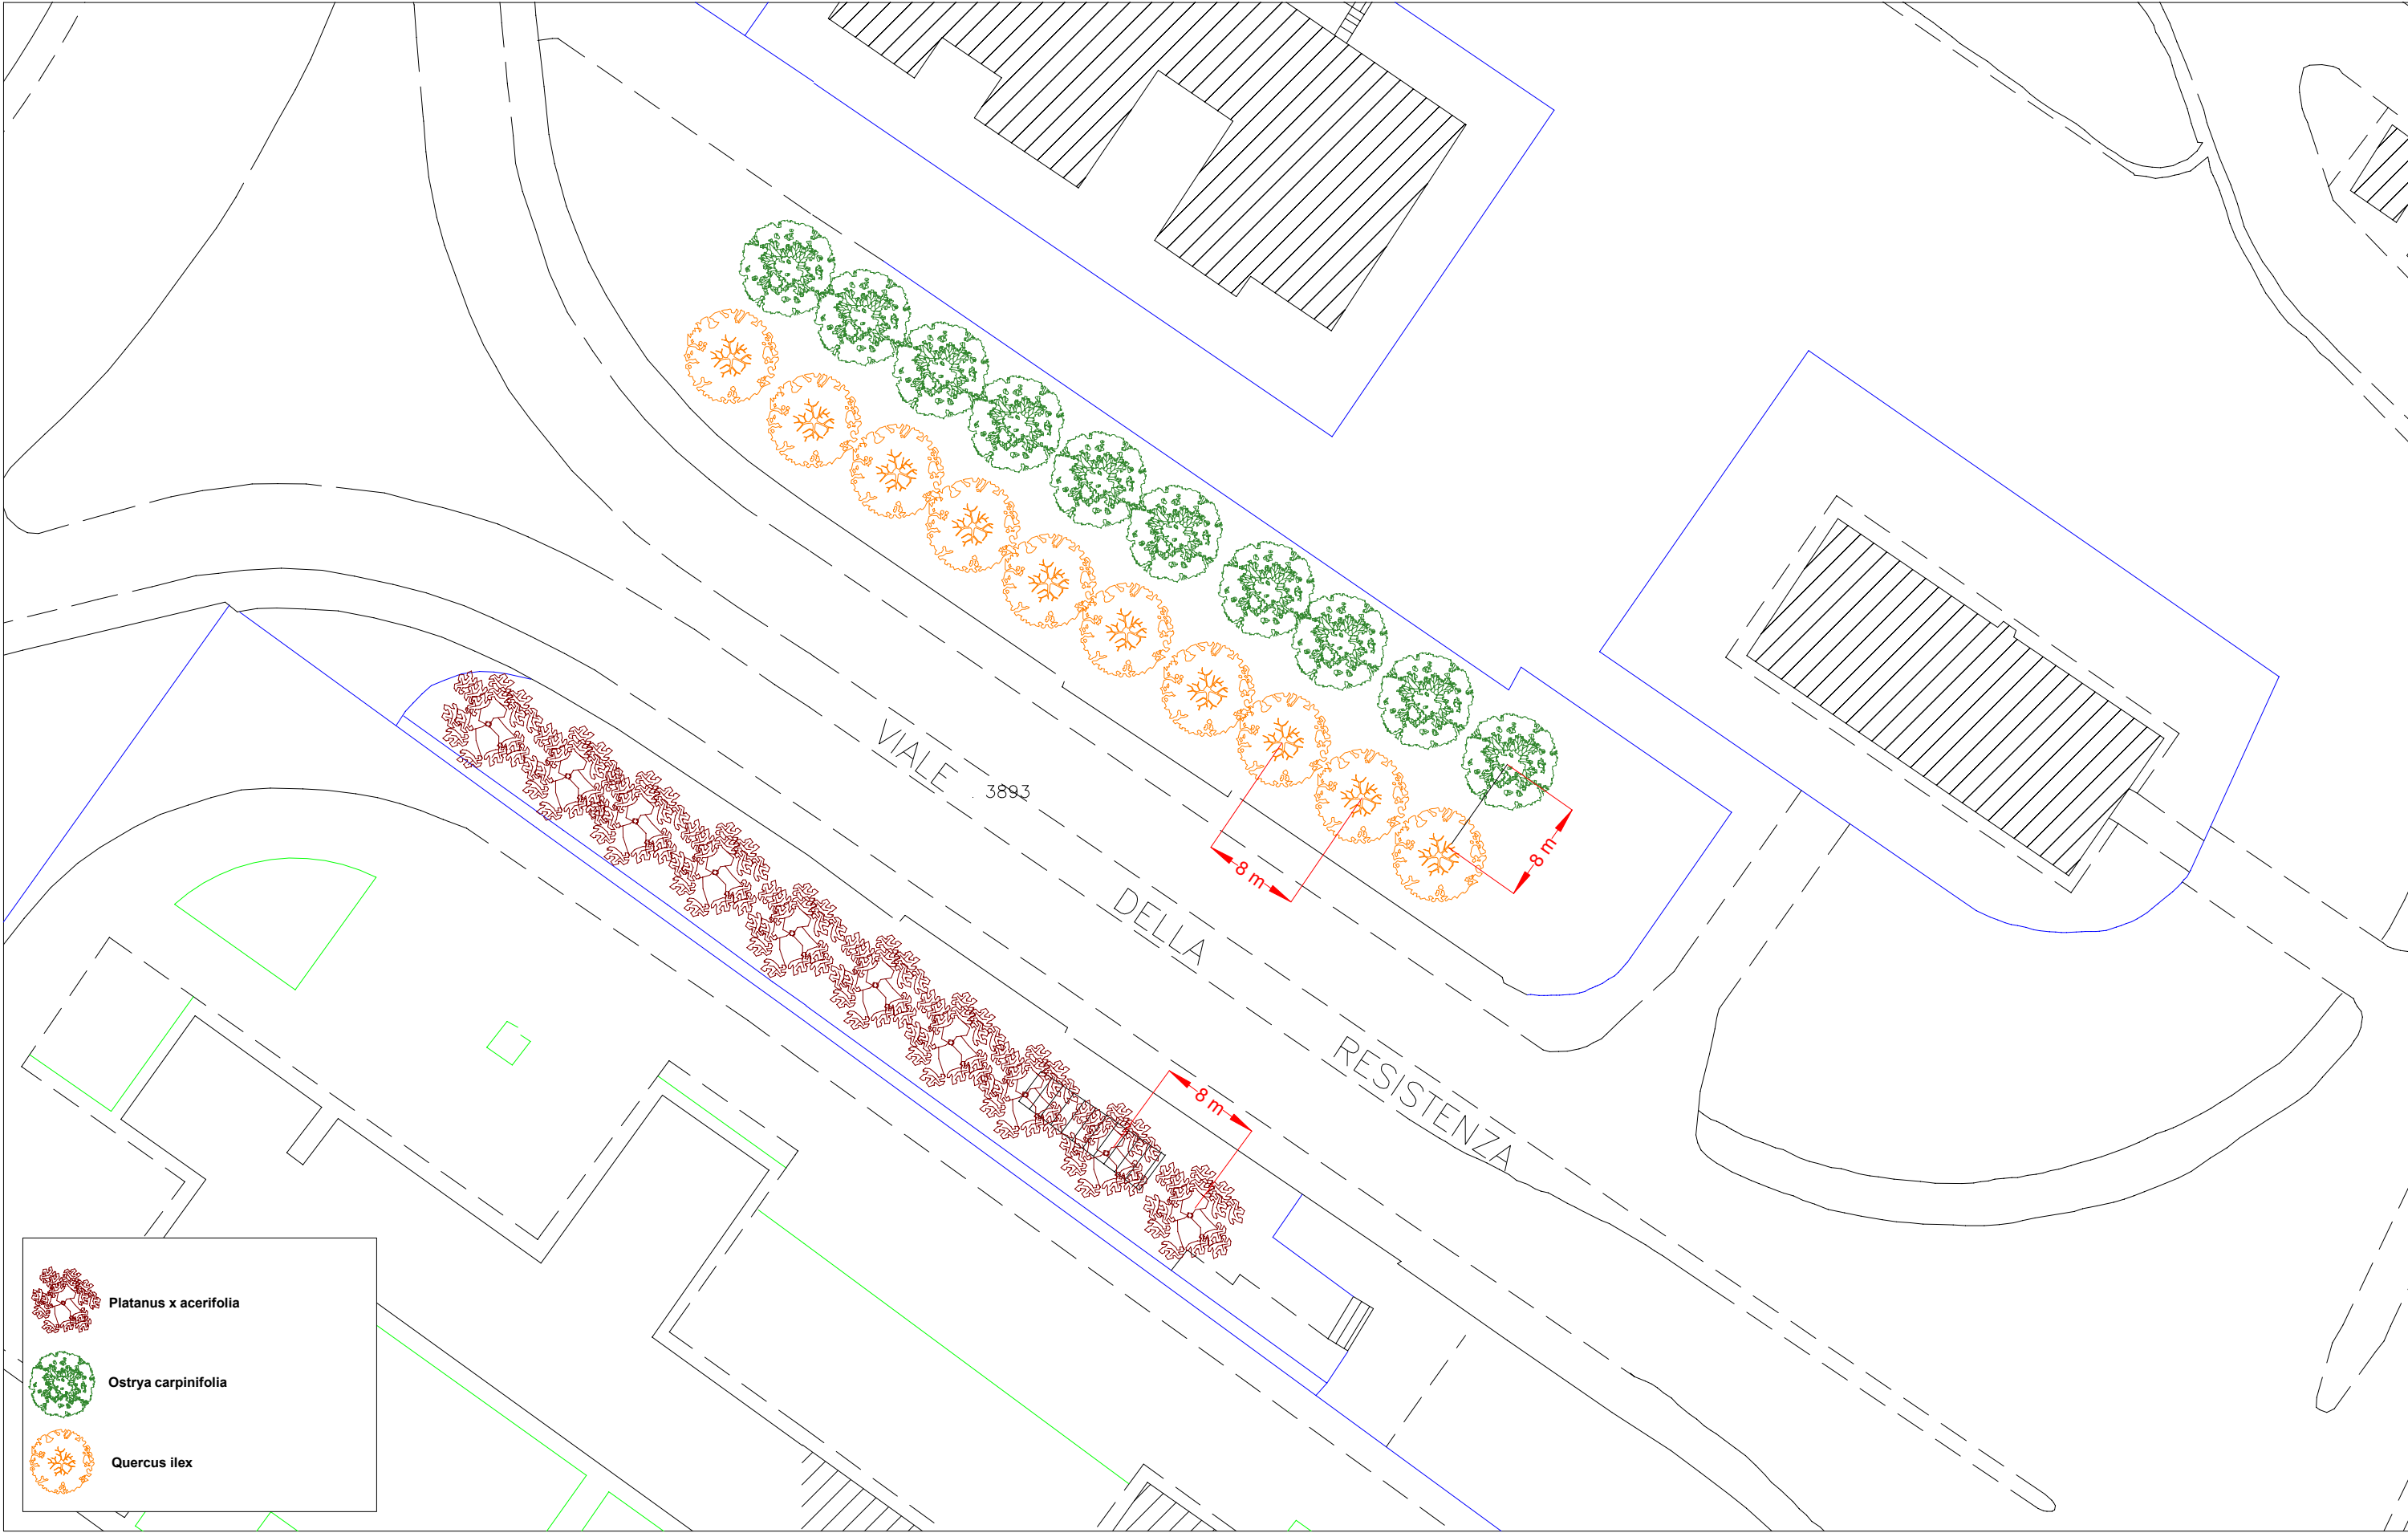 VIALE
. 3893
DELLA
RESISTENZA
8 m
8 m
8 m
Platanus x acerifolia
Ostrya carpinifolia
Quercus ilex